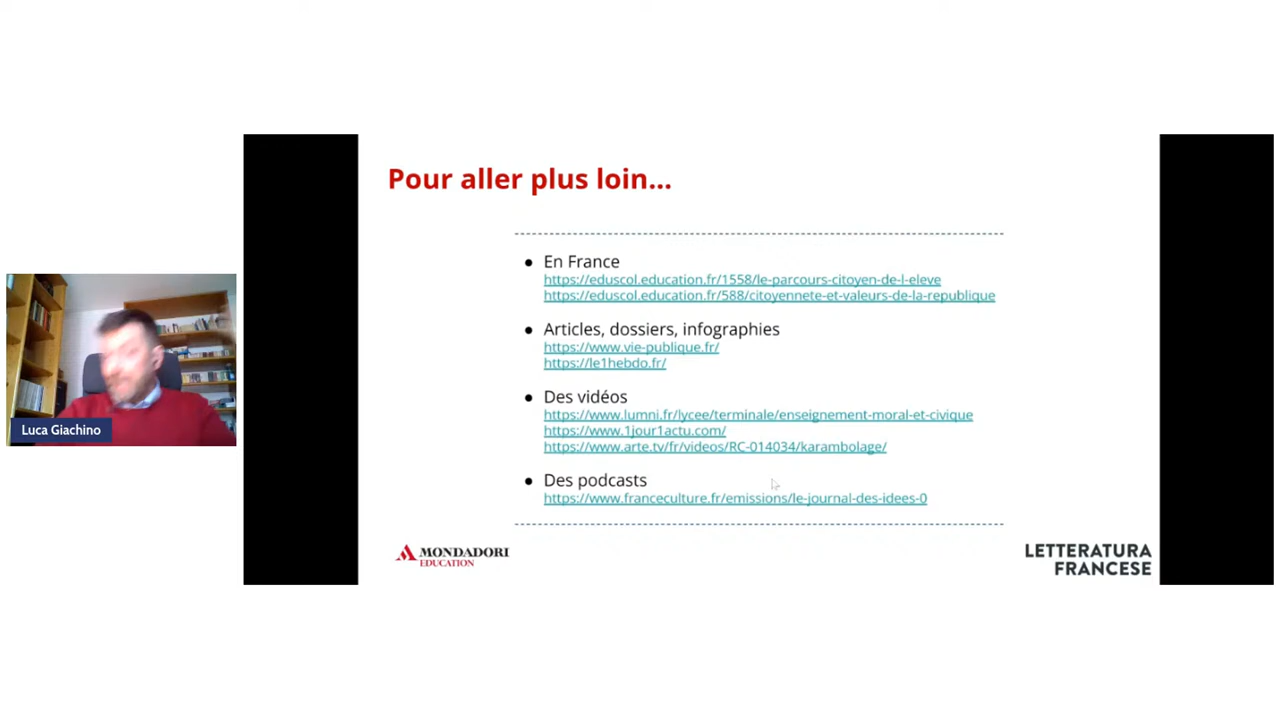 Pour aller plus loin...
● En France
https://eduscol.education.fr/1558/le-parcours-citoyen-de-l-eleve
https://eduscol.education.fr/588/citoyennete-et-valeurs-de-la-republique
● Articles, dossiers, infographies
https://www.vie-publique.fr/
https://le1hebdo.fr/
● Des vidéos
https://www.lumni.fr/lycee/terminale/enseignement-moral-et-civique
https://www.1jour1actu.com/
https://www.arte.tv/fr/videos/RC-014034/karambolage/
● Des podcasts
https://www.franceculture.fr/emissions/le-journal-des-idees-0
Luca Giachino
MONDADORI
EDUCATION
LETTERATURA
FRANCESE